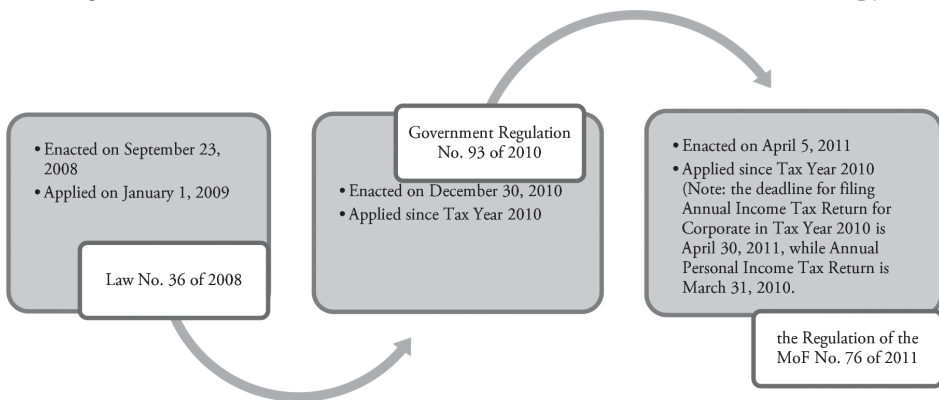 • Enacted on September 23,
2008
• Applied on January 1, 2009
Law No. 36 of 2008
Government Regulation
No. 93 of 2010
• Enacted on December 30, 2010
• Applied since Tax Year 2010
• Enacted on April 5, 2011
• Applied since Tax Year 2010
(Note: the deadline for filing
Annual Income Tax Return for
Corporate in Tax Year 2010 is
April 30, 2011, while Annual
Personal Income Tax Return is
March 31, 2010.
the Regulation of the
MoF No. 76 of 2011